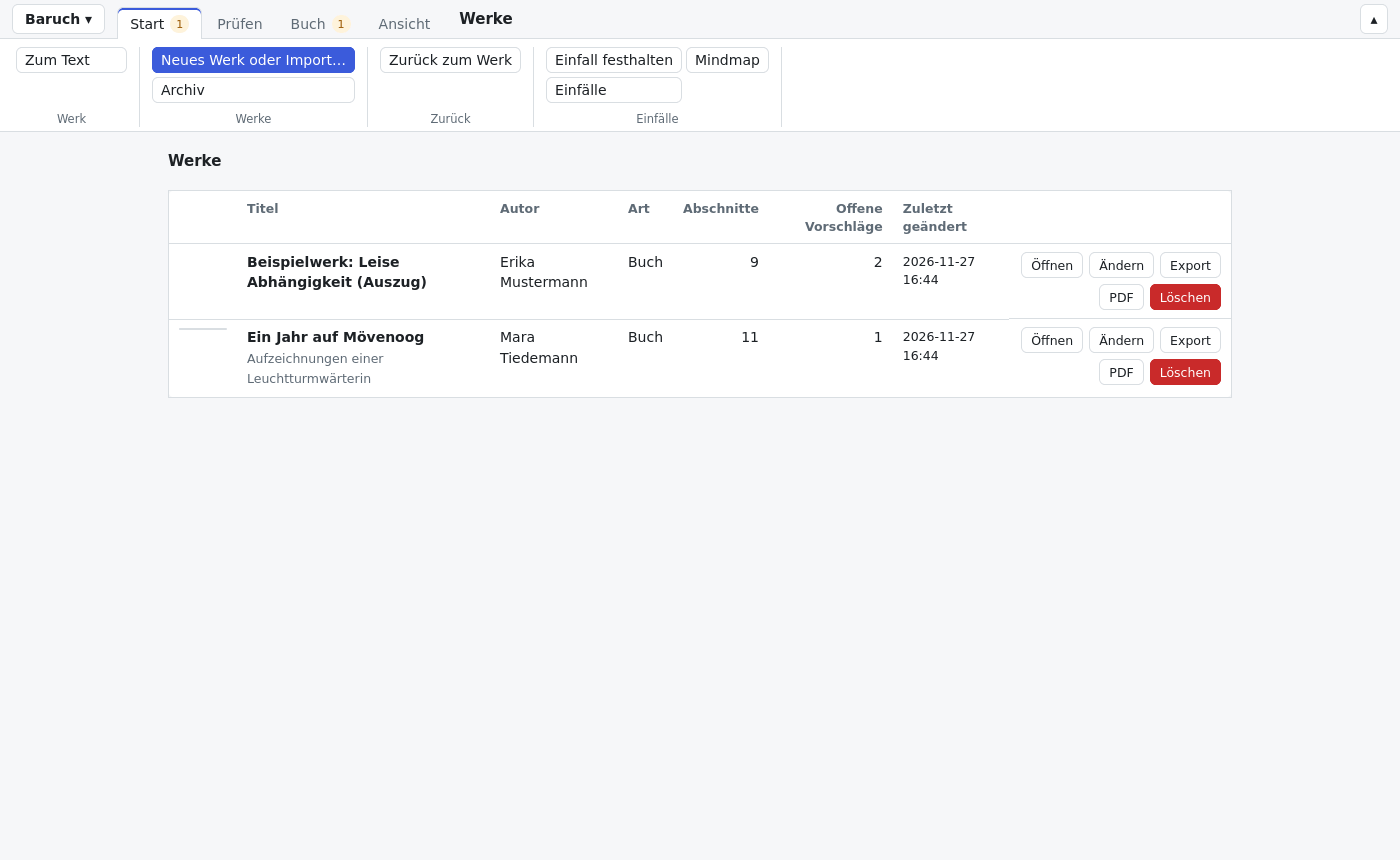 Baruch ▾ Start 1 Prüfen Buch 1 Ansicht Werke ▴
Zum Text Neues Werk oder Import… Zurück zum Werk Einfall festhalten Mindmap
Archiv Einfälle
Werk Werke Zurück Einfälle
Werke
Titel Autor Art Abschnitte Offene Vorschläge Zuletzt geändert
Beispielwerk: Leise Abhängigkeit (Auszug) Erika Mustermann Buch 9 2 2026-11-27 16:44 Öffnen Ändern Export PDF Löschen
Ein Jahr auf Mövenoog Mara Tiedemann Buch 11 1 2026-11-27 16:44 Öffnen Ändern Export
Aufzeichnungen einer Leuchtturmwärterin PDF Löschen